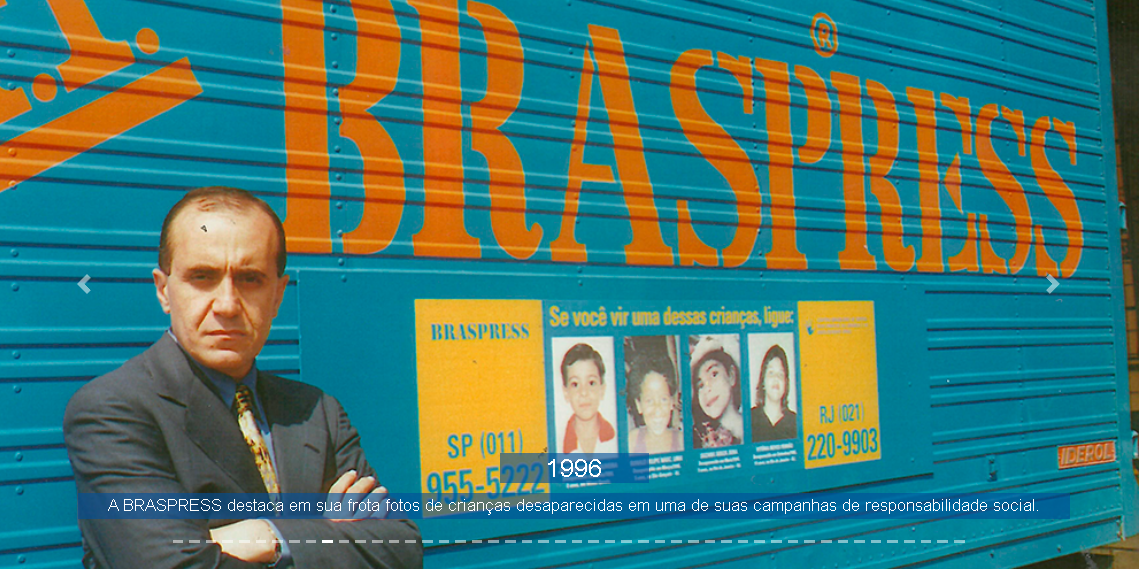 BRASPRESS
®
BRASPRESS
Se você vir uma dessas crianças, ligue:
SP (011)
955-5222
RJ (021)
220-9903
IDEROL
1996
A BRASPRESS destaca em sua frota fotos de crianças desaparecidas em uma de suas campanhas de responsabilidade social.